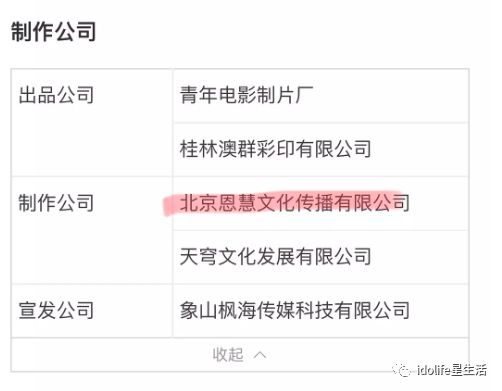 制作公司
出品公司 青年电影制片厂
桂林澳群彩印有限公司
制作公司 北京恩慧文化传播有限公司
天穹文化发展有限公司
宣发公司 象山枫海传媒科技有限公司
收起
idolife星生活